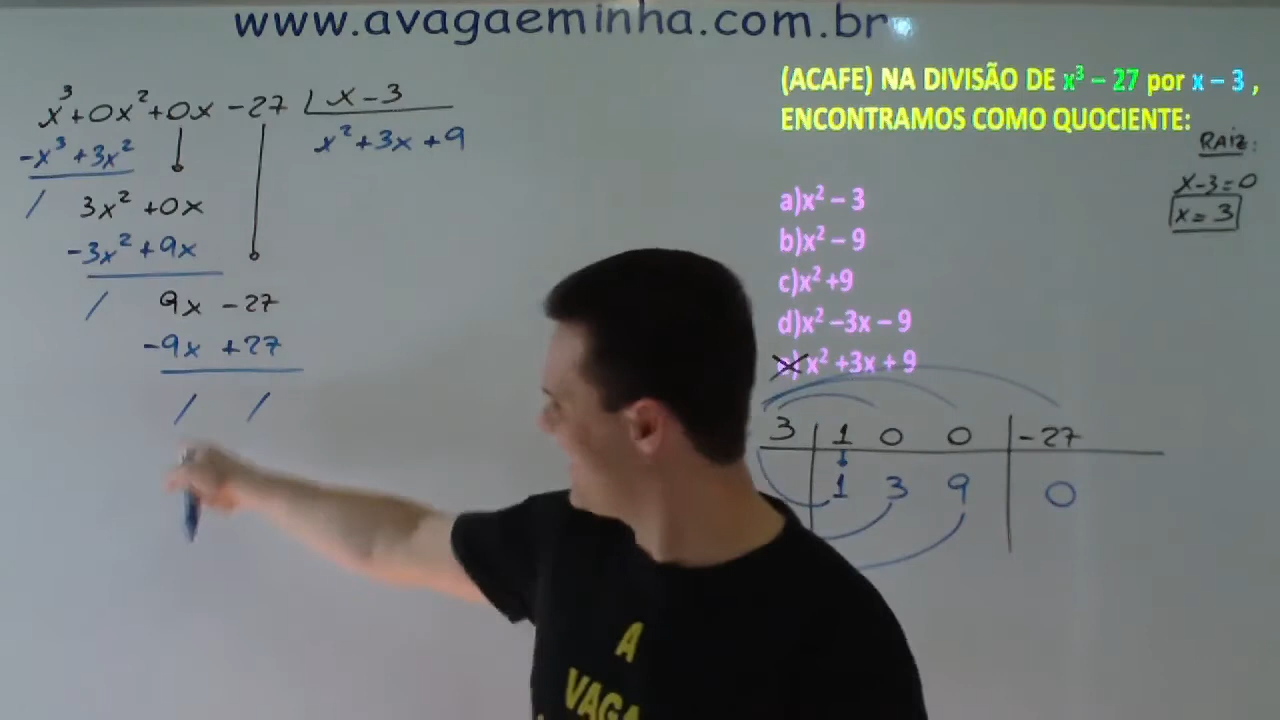 www.avagaeminha.com.br
x³+0x²+0x -27 | x-3
-x³+3x² x²+3x+9
/ 3x²+0x
-3x²+9x
/ 9x -27
-9x +27
/ /
(ACAFE) NA DIVISÃO DE x³ – 27 por x – 3 ,
ENCONTRAMOS COMO QUOCIENTE:
RAIZ:
x-3=0
x=3
a)x² – 3
b)x² – 9
c)x² +9
d)x² –3x – 9
e) x² +3x + 9
3 | 1 0 0 | -27
1 3 9 0
A
VAGA